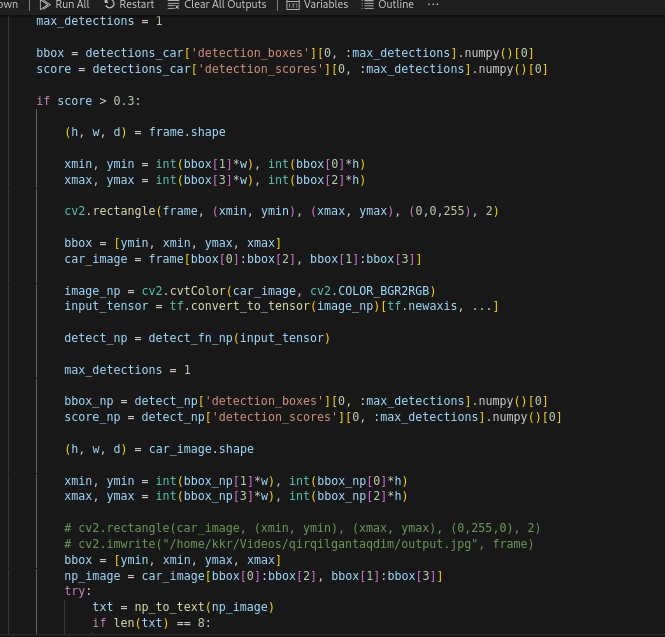 own Run All Restart Clear All Outputs Variables Outline ...
max_detections = 1
bbox = detections_car['detection_boxes'][0, :max_detections].numpy()[0]
score = detections_car['detection_scores'][0, :max_detections].numpy()[0]
if score > 0.3:
(h, w, d) = frame.shape
xmin, ymin = int(bbox[1]*w), int(bbox[0]*h)
xmax, ymax = int(bbox[3]*w), int(bbox[2]*h)
cv2.rectangle(frame, (xmin, ymin), (xmax, ymax), (0,0,255), 2)
bbox = [ymin, xmin, ymax, xmax]
car_image = frame[bbox[0]:bbox[2], bbox[1]:bbox[3]]
image_np = cv2.cvtColor(car_image, cv2.COLOR_BGR2RGB)
input_tensor = tf.convert_to_tensor(image_np)[tf.newaxis, ...]
detect_np = detect_fn_np(input_tensor)
max_detections = 1
bbox_np = detect_np['detection_boxes'][0, :max_detections].numpy()[0]
score_np = detect_np['detection_scores'][0, :max_detections].numpy()[0]
(h, w, d) = car_image.shape
xmin, ymin = int(bbox_np[1]*w), int(bbox_np[0]*h)
xmax, ymax = int(bbox_np[3]*w), int(bbox_np[2]*h)
# cv2.rectangle(car_image, (xmin, ymin), (xmax, ymax), (0,255,0), 2)
# cv2.imwrite("/home/kkr/Videos/qirqilgantaqdim/output.jpg", frame)
bbox = [ymin, xmin, ymax, xmax]
np_image = car_image[bbox[0]:bbox[2], bbox[1]:bbox[3]]
try:
txt = np_to_text(np_image)
if len(txt) == 8: